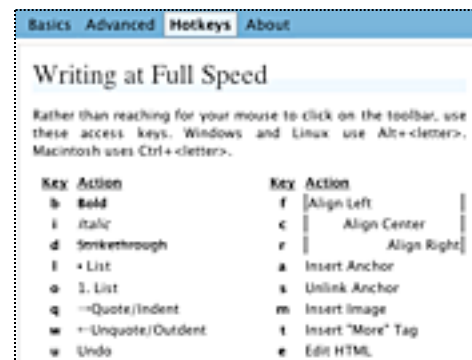 Basics Advanced Hotkeys About
Writing at Full Speed
Rather than reaching for your mouse to click on the toolbar, use
these access keys. Windows and Linux use Alt+<letter>.
Macintosh uses Ctrl+<letter>.
Key Action Key Action
b Bold f Align Left
i Italic c Align Center
d Strikethrough r Align Right
l • List a Insert Anchor
o 1. List s Unlink Anchor
q →Quote/Indent m Insert Image
w ←Unquote/Outdent t Insert "More" Tag
u Undo e Edit HTML